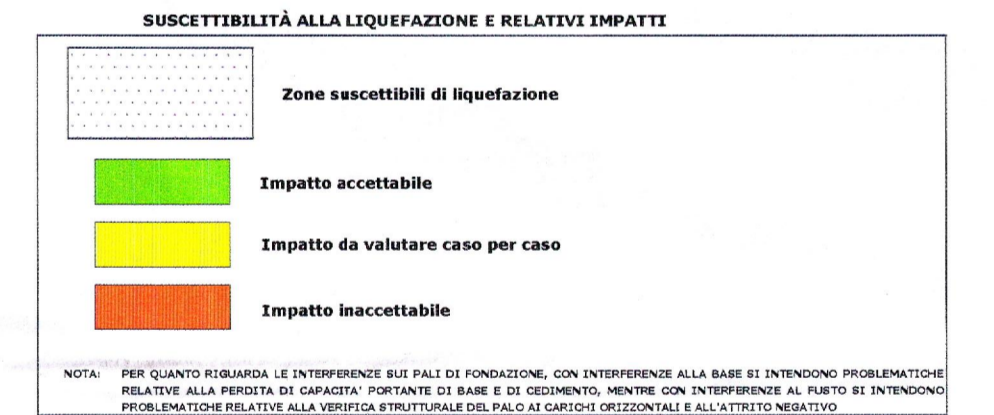 SUSCETTIBILITÀ ALLA LIQUEFAZIONE E RELATIVI IMPATTI
Zone suscettibili di liquefazione
Impatto accettabile
Impatto da valutare caso per caso
Impatto inaccettabile
NOTA: PER QUANTO RIGUARDA LE INTERFERENZE SUI PALI DI FONDAZIONE, CON INTERFERENZE ALLA BASE SI INTENDONO PROBLEMATICHE
RELATIVE ALLA PERDITA DI CAPACITA' PORTANTE DI BASE E DI CEDIMENTO, MENTRE CON INTERFERENZE AL FUSTO SI INTENDONO
PROBLEMATICHE RELATIVE ALLA VERIFICA STRUTTURALE DEL PALO AI CARICHI ORIZZONTALI E ALL'ATTRITO NEGATIVO